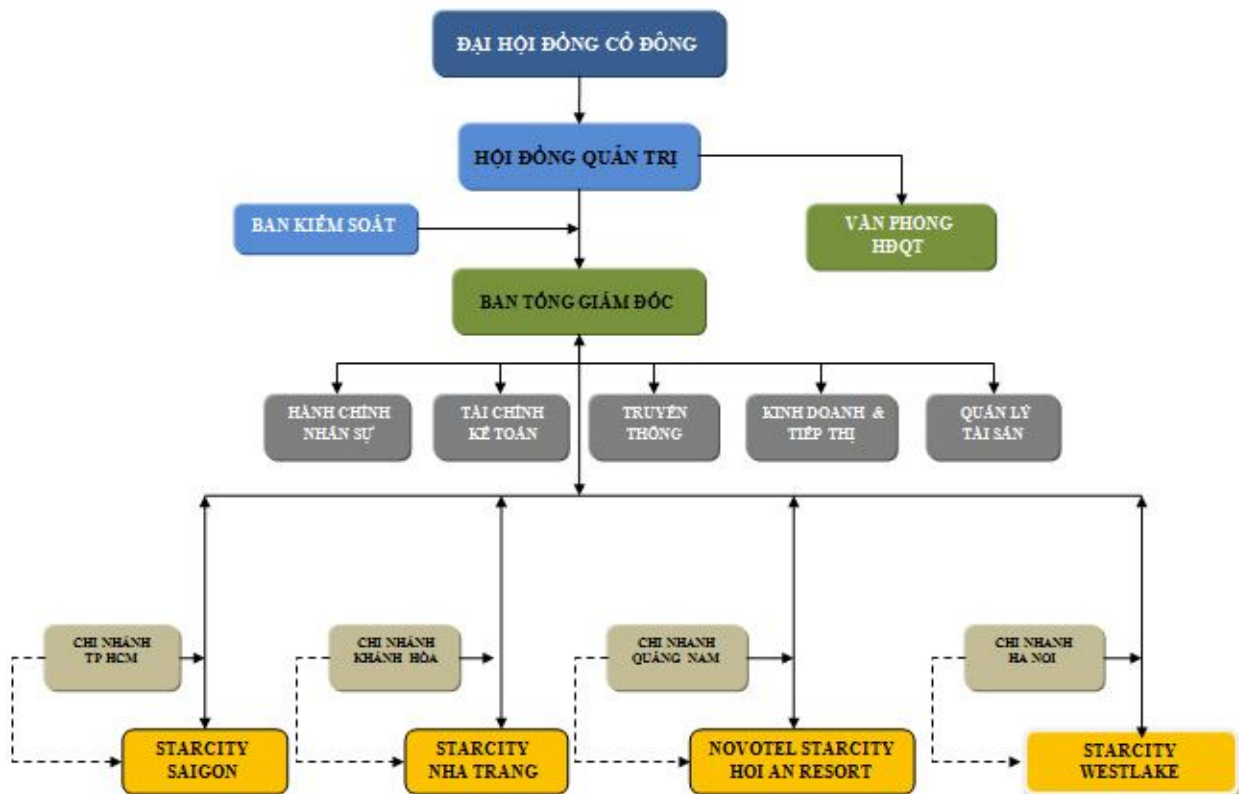 ĐẠI HỘI ĐỒNG CỔ ĐÔNG
HỘI ĐỒNG QUẢN TRỊ
BAN KIỂM SOÁT
VĂN PHÒNG
HĐQT
BAN TỔNG GIÁM ĐỐC
HÀNH CHÍNH
NHÂN SỰ
TÀI CHÍNH
KẾ TOÁN
TRUYỀN
THÔNG
KINH DOANH &
TIẾP THỊ
QUẢN LÝ
TÀI SẢN
CHI NHÁNH
TP HCM
CHI NHÁNH
KHÁNH HÒA
CHI NHANH
QUẢNG NAM
CHI NHANH
HA NOI
STARCITY
SAIGON
STARCITY
NHA TRANG
NOVOTEL STARCITY
HOI AN RESORT
STARCITY
WESTLAKE